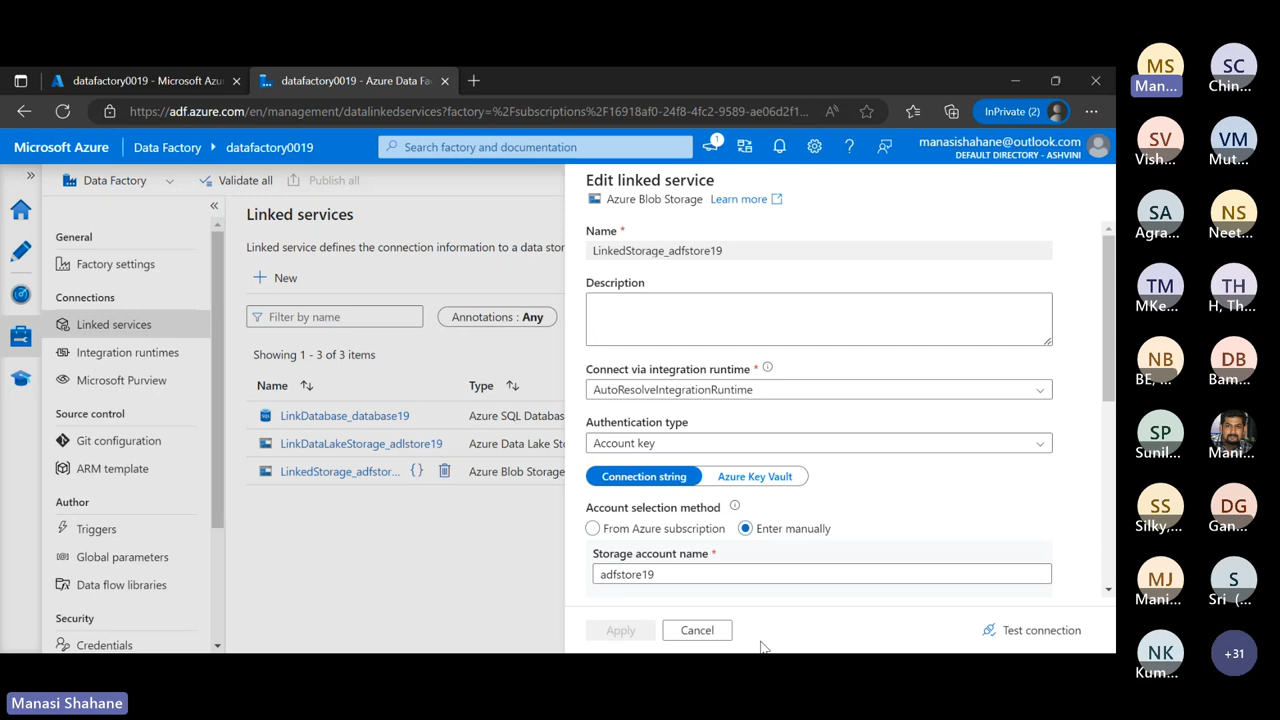 datafactory0019 - Microsoft Azu
datafactory0019 - Azure Data Fa
https://adf.azure.com/en/management/datalinkedservices?factory=%2Fsubscriptions%2F16918af0-24f8-4fc2-9589-ae06d2f1...
InPrivate (2)
Microsoft Azure
Data Factory
datafactory0019
Search factory and documentation
1
manasishahane@outlook.com
DEFAULT DIRECTORY - ASHVINI
Data Factory
Validate all
Publish all
General
Factory settings
Connections
Linked services
Integration runtimes
Microsoft Purview
Source control
Git configuration
ARM template
Author
Triggers
Global parameters
Data flow libraries
Security
Credentials
Linked services
Linked service defines the connection information to a data stor
New
Filter by name
Annotations : Any
Showing 1 - 3 of 3 items
Name Type
LinkDatabase_database19 Azure SQL Databas
LinkDataLakeStorage_adlstore19 Azure Data Lake Sto
LinkedStorage_adfstor... {} Azure Blob Storage
Edit linked service
Azure Blob Storage Learn more
Name *
LinkedStorage_adfstore19
Description
Connect via integration runtime *
AutoResolveIntegrationRuntime
Authentication type
Account key
Connection string Azure Key Vault
Account selection method
From Azure subscription Enter manually
Storage account name *
adfstore19
Apply
Cancel
Test connection
MS SC
Man... Chin...
SV VM
Vish... Mut...
SA NS
Agra... Neet...
TM TH
MKe... H, Th...
NB DB
BE, ... Bam...
SP
Sunil... Mani...
SS DG
Silky,... Gan...
MJ S
Mani... Sri (...
NK +31
Kum...
Manasi Shahane